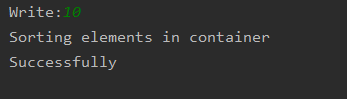 Write:10
Sorting elements in container
Successfully